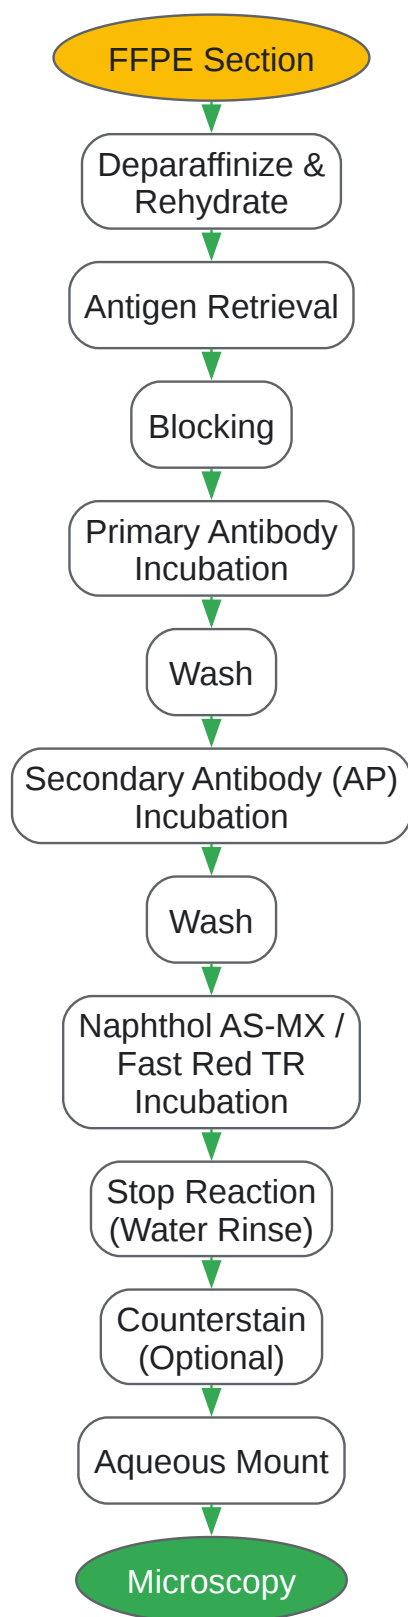 FFPE Section
Deparaffinize &
Rehydrate
Antigen Retrieval
Blocking
Primary Antibody
Incubation
Wash
Secondary Antibody (AP)
Incubation
Wash
Naphthol AS-MX /
Fast Red TR
Incubation
Stop Reaction
(Water Rinse)
Counterstain
(Optional)
Aqueous Mount
Microscopy